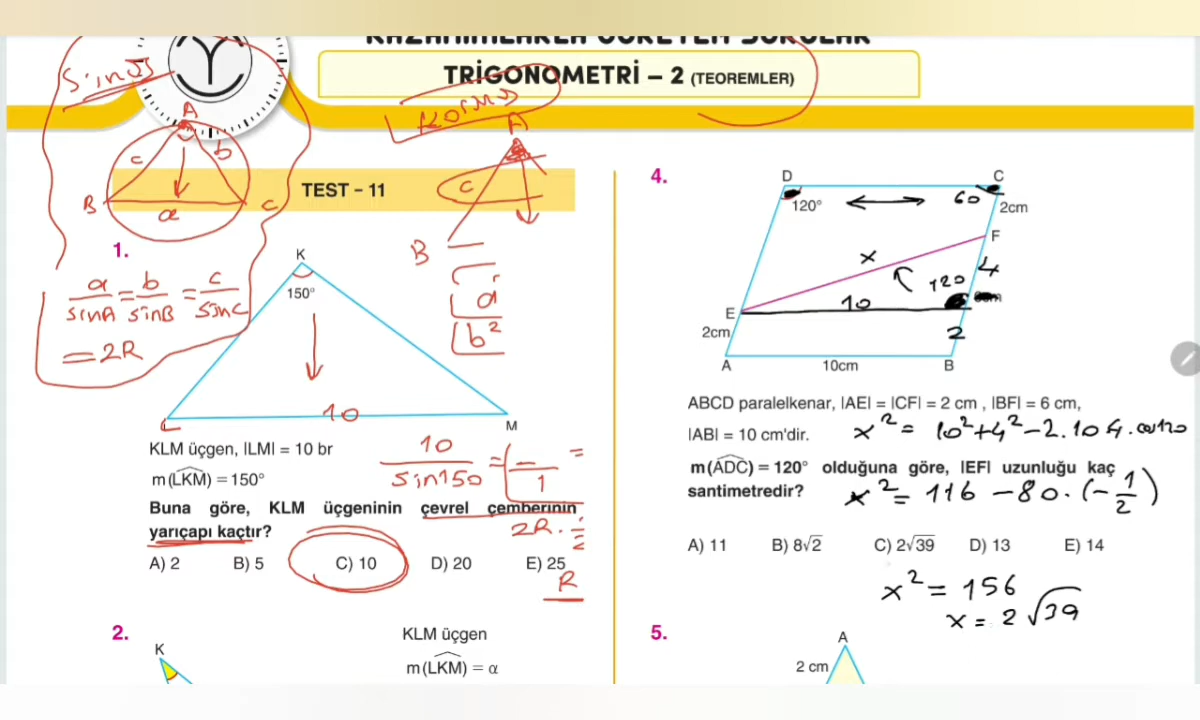 KAZANIMLARLA ÖĞRETEN SORULAR
TRİGONOMETRİ – 2 (TEOREMLER)
Sinüs
Kosinüs
A
c
b
B
a
C
A
c
B
a
b²
TEST - 11
1.
a/sinA = b/sinB = c/sinC
= 2R
K
150°
10
L
M
KLM üçgen, |LM| = 10 br
m(LKM) = 150°
10/sin150
1
2R
R
Buna göre, KLM üçgeninin çevrel çemberinin
yarıçapı kaçtır?
A) 2 B) 5 C) 10 D) 20 E) 25
2.
K
KLM üçgen
m(LKM) = α
4.
D
C
120°
60
2cm
F
x
4
120
E
10
2cm
2
A
10cm
B
ABCD paralelkenar, |AE| = |CF| = 2 cm , |BF| = 6 cm,
|AB| = 10 cm'dir.
x² = 10²+4²-2.10.4.cos120
m(ADC) = 120° olduğuna göre, |EF| uzunluğu kaç
santimetredir?
x² = 116 - 80.(-1/2)
A) 11 B) 8√2 C) 2√39 D) 13 E) 14
x² = 156
x = 2√39
5.
A
2 cm